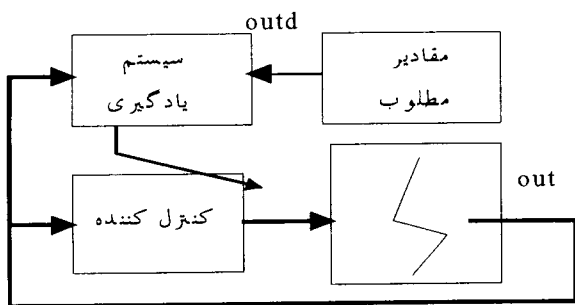 outd
سیستم
یادگیری
مقادیر
مطلوب
کنترل کننده
out